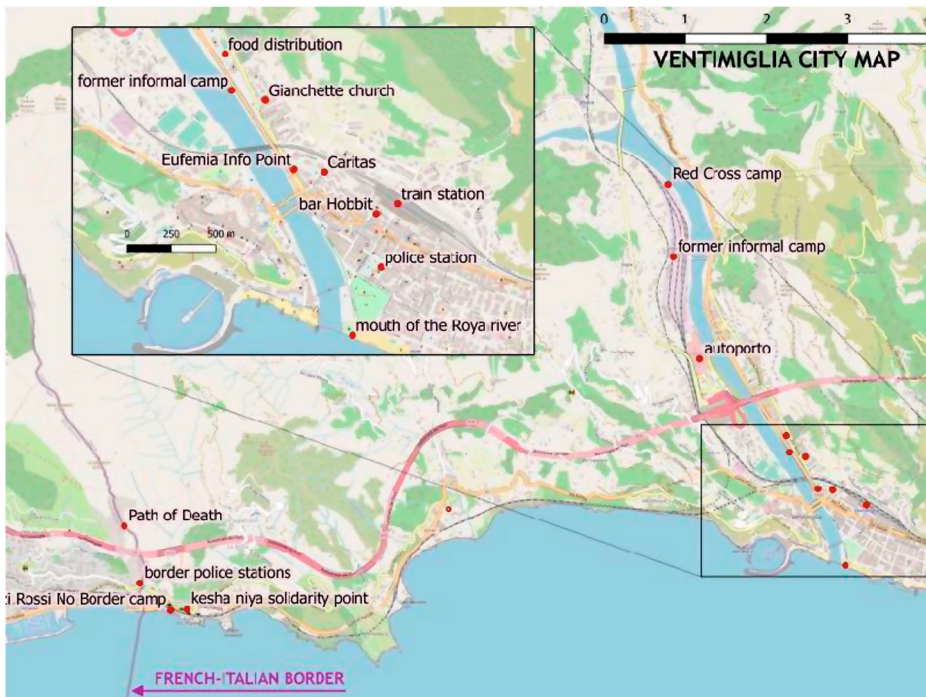 0 1 2 3
VENTIMIGLIA CITY MAP
food distribution
former informal camp
Gianchette church
Eufemia Info Point
Caritas
train station
bar Hobbit
0 250 500 m
police station
mouth of the Roya river
Red Cross camp
former informal camp
autoporto
Path of Death
border police stations
zi Rossi No Border camp
kesha niya solidarity point
FRENCH-ITALIAN BORDER